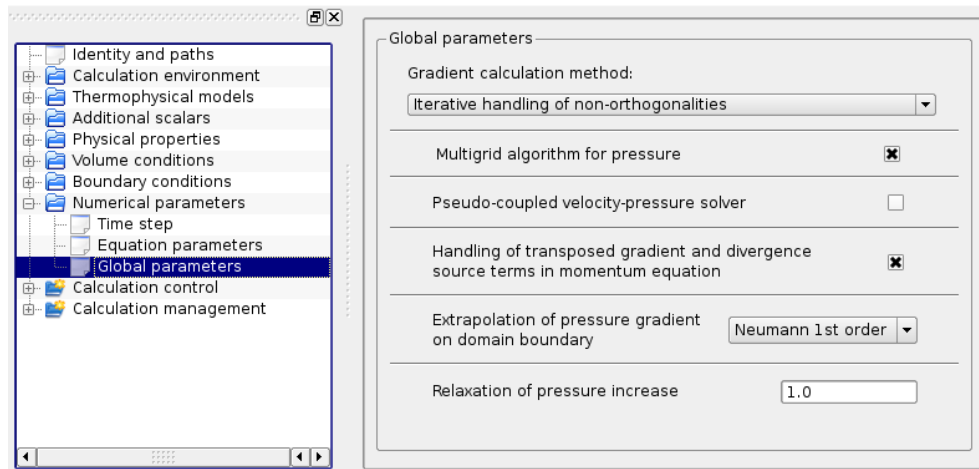 Identity and paths
Calculation environment
Thermophysical models
Additional scalars
Physical properties
Volume conditions
Boundary conditions
Numerical parameters
Time step
Equation parameters
Global parameters
Calculation control
Calculation management
Global parameters
Gradient calculation method:
Iterative handling of non-orthogonalities
Multigrid algorithm for pressure
Pseudo-coupled velocity-pressure solver
Handling of transposed gradient and divergence
source terms in momentum equation
Extrapolation of pressure gradient
on domain boundary
Neumann 1st order
Relaxation of pressure increase
1.0